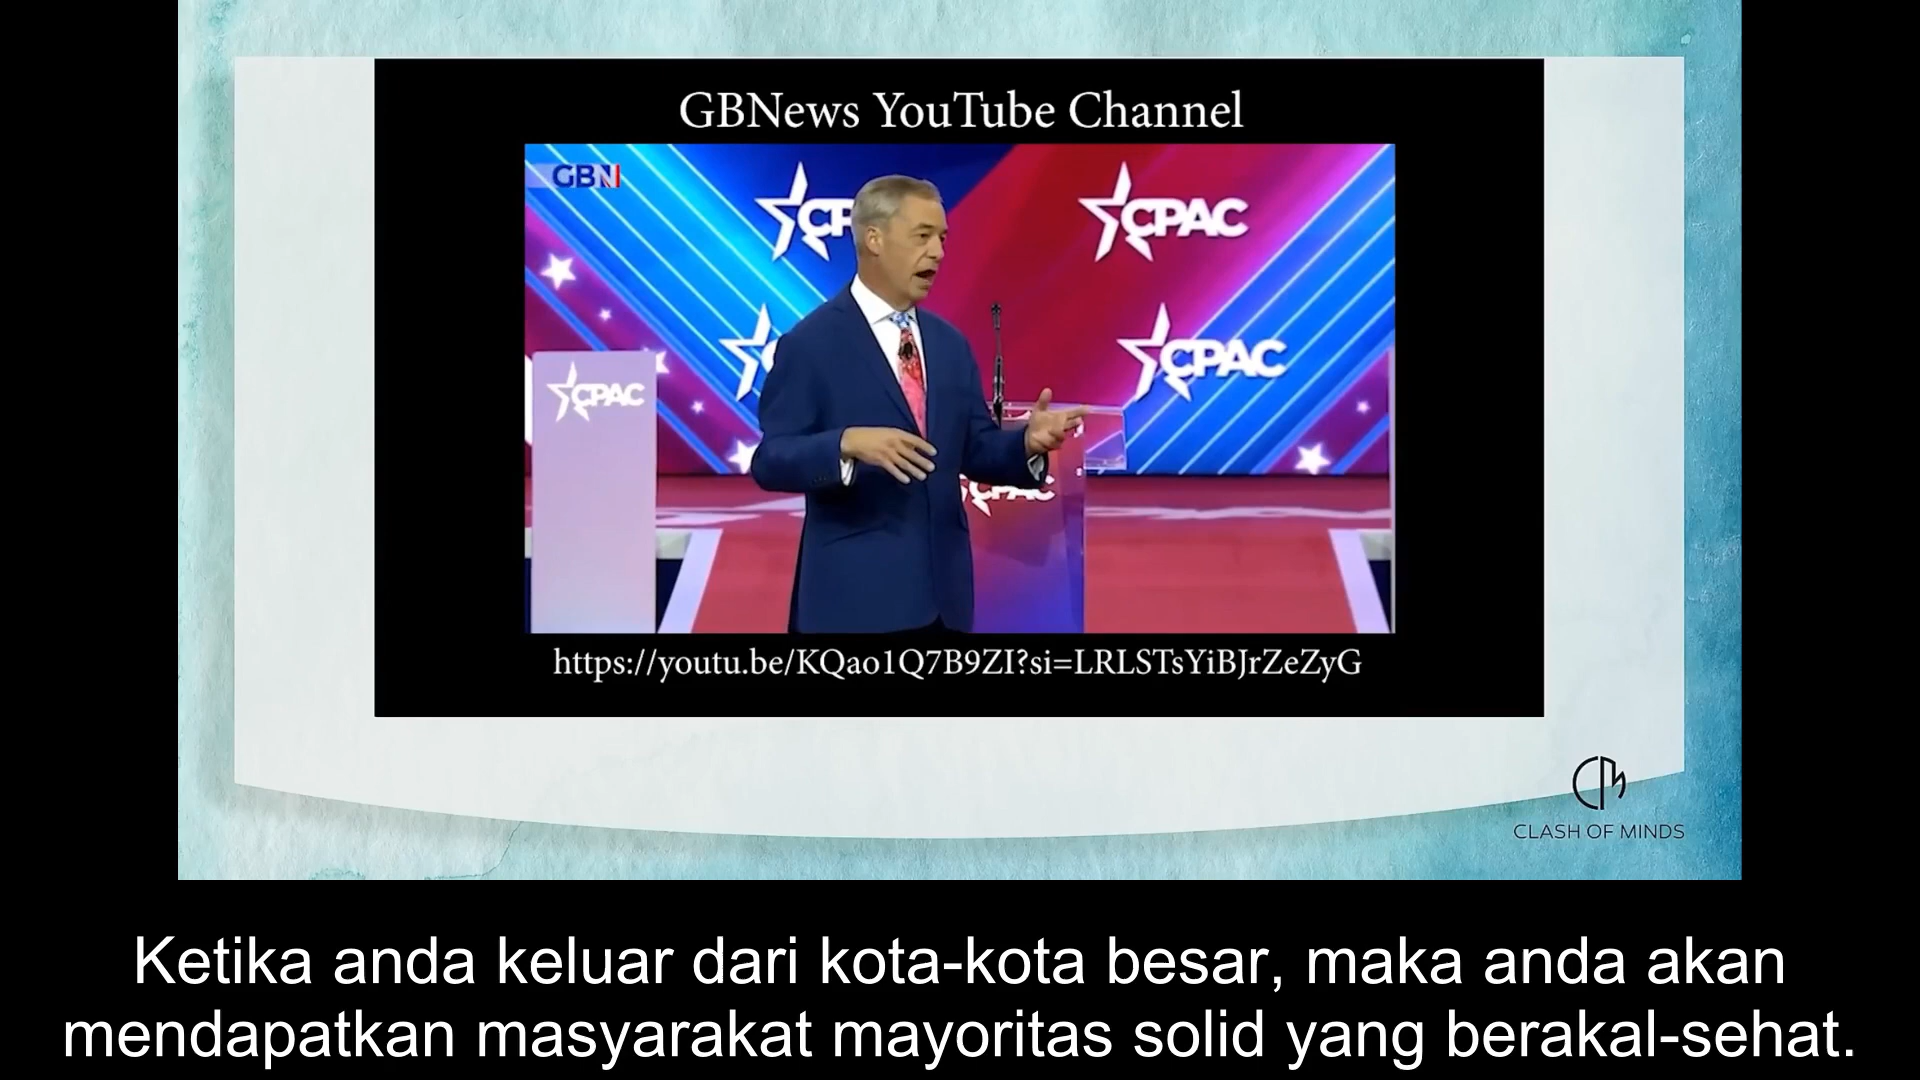 GBNews YouTube Channel
GBN
CPAC
CPAC
CPAC
CPAC
CPAC
https://youtu.be/KQao1Q7B9ZI?si=LRLSTsYiBJrZeZyG
CLASH OF MINDS
Ketika anda keluar dari kota-kota besar, maka anda akan
mendapatkan masyarakat mayoritas solid yang berakal-sehat.